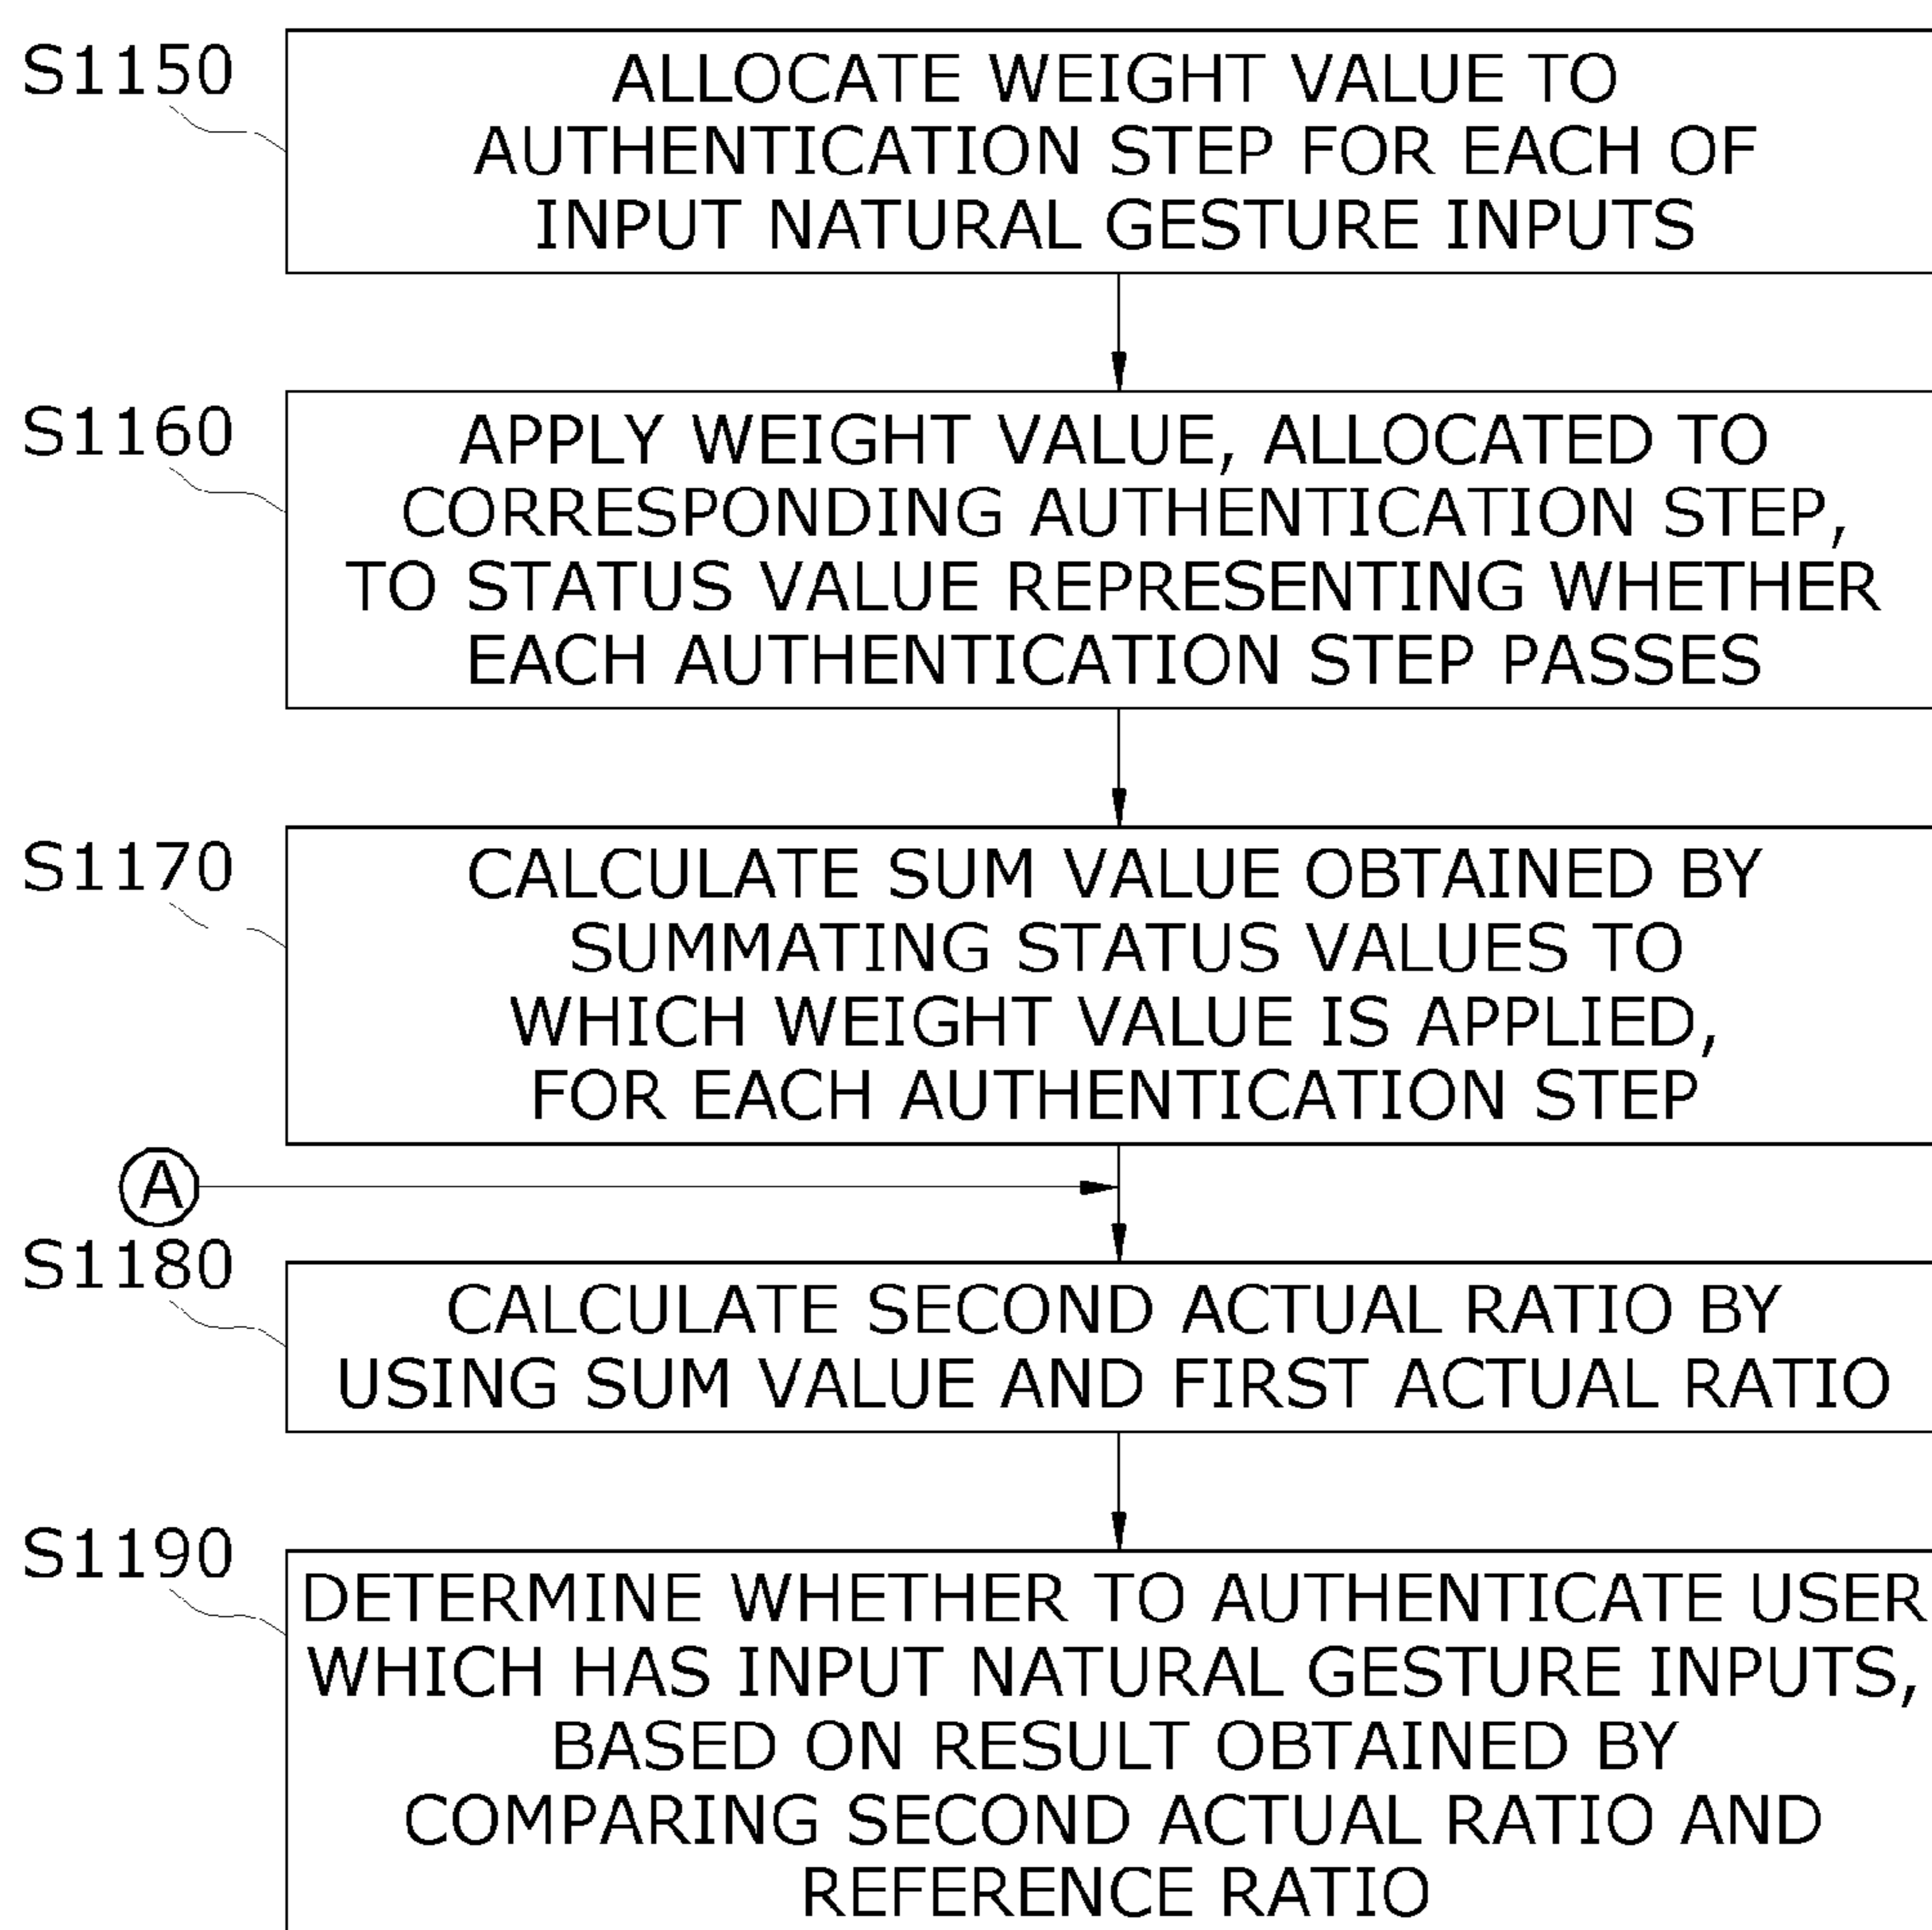 S1150
ALLOCATE WEIGHT VALUE TO
AUTHENTICATION STEP FOR EACH OF
INPUT NATURAL GESTURE INPUTS
S1160
APPLY WEIGHT VALUE, ALLOCATED TO
CORRESPONDING AUTHENTICATION STEP,
TO STATUS VALUE REPRESENTING WHETHER
EACH AUTHENTICATION STEP PASSES
S1170
CALCULATE SUM VALUE OBTAINED BY
SUMMATING STATUS VALUES TO
WHICH WEIGHT VALUE IS APPLIED,
FOR EACH AUTHENTICATION STEP
A
S1180
CALCULATE SECOND ACTUAL RATIO BY
USING SUM VALUE AND FIRST ACTUAL RATIO
S1190
DETERMINE WHETHER TO AUTHENTICATE USER
WHICH HAS INPUT NATURAL GESTURE INPUTS,
BASED ON RESULT OBTAINED BY
COMPARING SECOND ACTUAL RATIO AND
REFERENCE RATIO